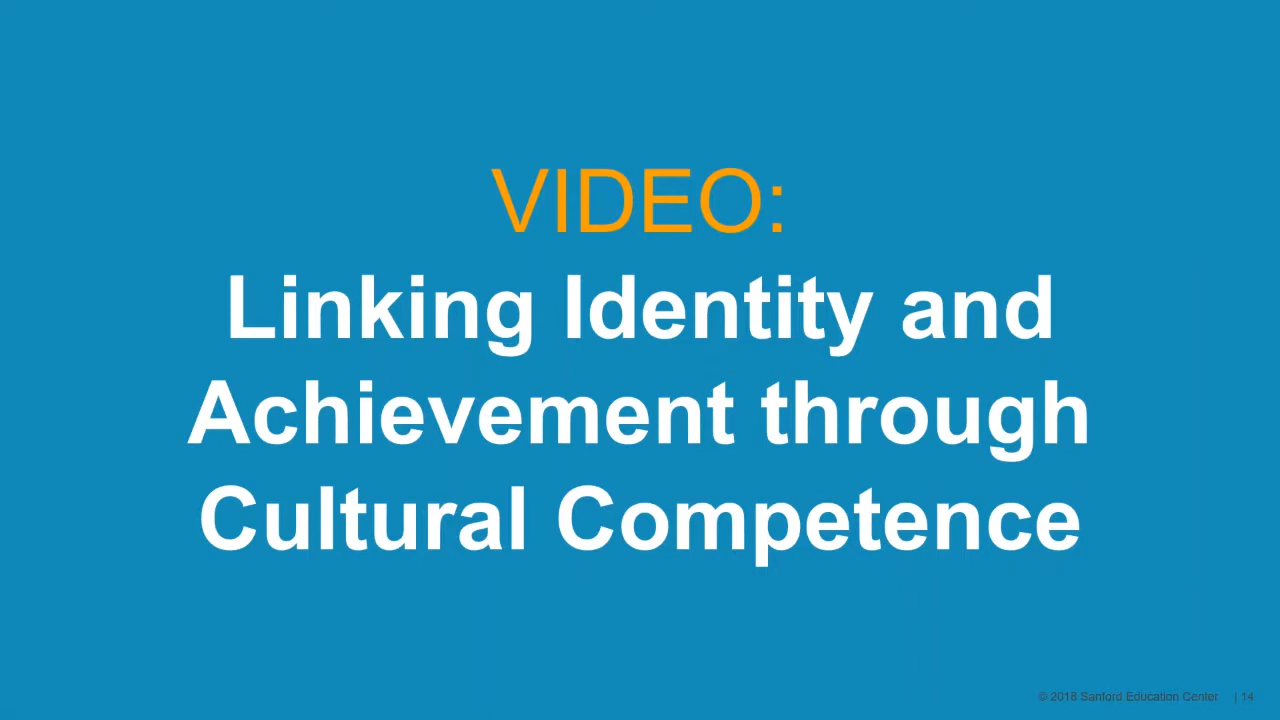 VIDEO:
Linking Identity and
Achievement through
Cultural Competence
© 2018 Sanford Education Center | 14